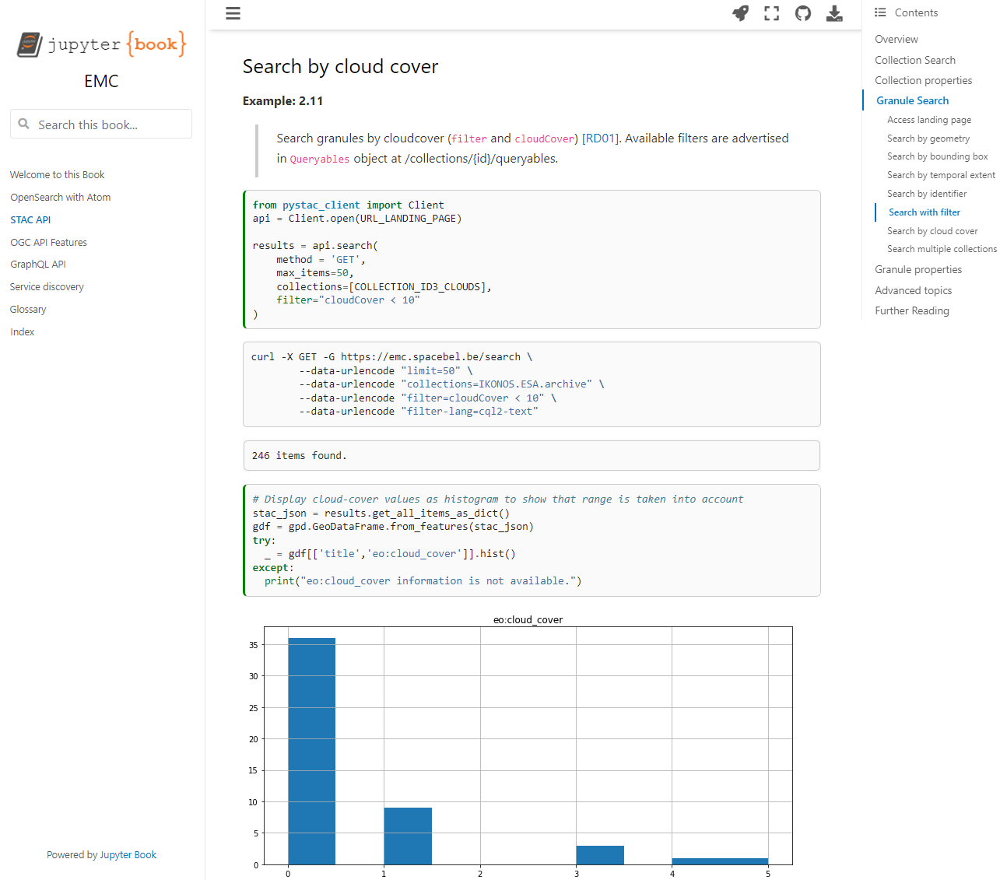 jupyter {book}
EMC
Search this book...
Welcome to this Book
OpenSearch with Atom
STAC API
OGC API Features
GraphQL API
Service discovery
Glossary
Index
Powered by Jupyter Book
Search by cloud cover
Example: 2.11
Search granules by cloudcover (filter and cloudCover) [RD01]. Available filters are advertised
in Queryables object at /collections/{id}/queryables.
from pystac_client import Client
api = Client.open(URL_LANDING_PAGE)
results = api.search(
    method = 'GET',
    max_items=50,
    collections=[COLLECTION_ID3_CLOUDS],
    filter="cloudCover < 10"
)
curl -X GET -G https://emc.spacebel.be/search \
        --data-urlencode "limit=50" \
        --data-urlencode "collections=IKONOS.ESA.archive" \
        --data-urlencode "filter=cloudCover < 10" \
        --data-urlencode "filter-lang=cql2-text"
246 items found.
# Display cloud-cover values as histogram to show that range is taken into account
stac_json = results.get_all_items_as_dict()
gdf = gpd.GeoDataFrame.from_features(stac_json)
try:
  _ = gdf[['title','eo:cloud_cover']].hist()
except:
  print("eo:cloud_cover information is not available.")
eo:cloud_cover
35
30
25
20
15
10
5
0
0 1 2 3 4 5
Contents
Overview
Collection Search
Collection properties
Granule Search
Access landing page
Search by geometry
Search by bounding box
Search by temporal extent
Search by identifier
Search with filter
Search by cloud cover
Search multiple collections
Granule properties
Advanced topics
Further Reading